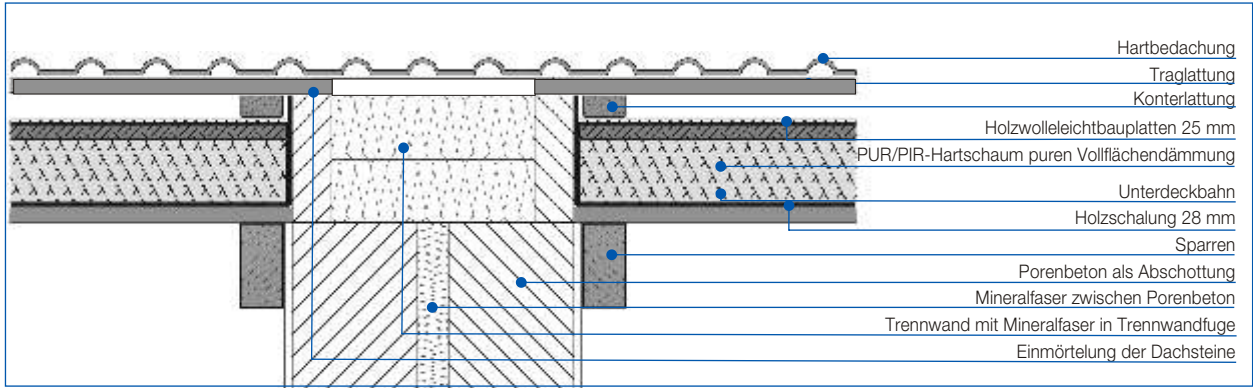 Hartbedachung
Traglattung
Konterlattung
Holzwolleleichtbauplatten 25 mm
PUR/PIR-Hartschaum puren Vollflächendämmung
Unterdeckbahn
Holzschalung 28 mm
Sparren
Porenbeton als Abschottung
Mineralfaser zwischen Porenbeton
Trennwand mit Mineralfaser in Trennwandfuge
Einmörtelung der Dachsteine